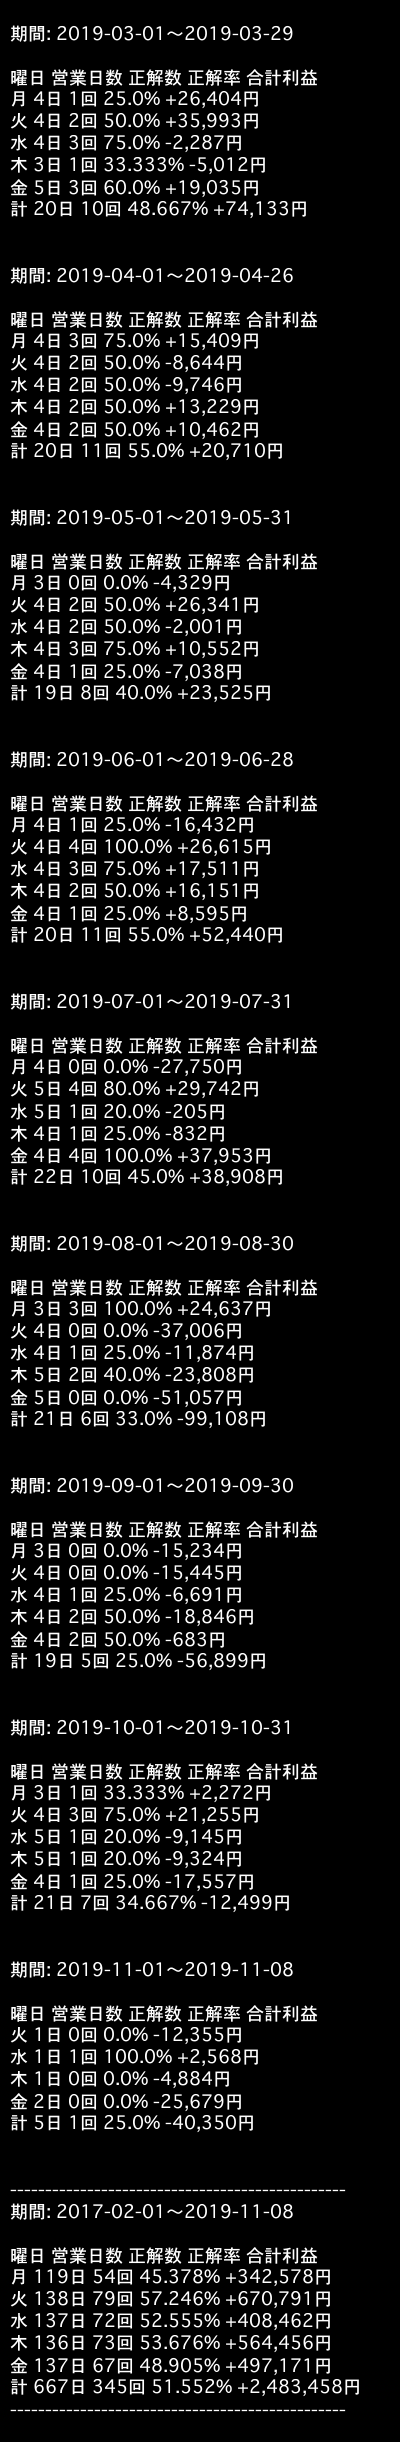 期間: 2019-03-01～2019-03-29
曜日 営業日数 正解数 正解率 合計利益
月 4日 1回 25.0% +26,404円
火 4日 2回 50.0% +35,993円
水 4日 3回 75.0% -2,287円
木 3日 1回 33.333% -5,012円
金 5日 3回 60.0% +19,035円
計 20日 10回 48.667% +74,133円
期間: 2019-04-01～2019-04-26
曜日 営業日数 正解数 正解率 合計利益
月 4日 3回 75.0% +15,409円
火 4日 2回 50.0% -8,644円
水 4日 2回 50.0% -9,746円
木 4日 2回 50.0% +13,229円
金 4日 2回 50.0% +10,462円
計 20日 11回 55.0% +20,710円
期間: 2019-05-01～2019-05-31
曜日 営業日数 正解数 正解率 合計利益
月 3日 0回 0.0% -4,329円
火 4日 2回 50.0% +26,341円
水 4日 2回 50.0% -2,001円
木 4日 3回 75.0% +10,552円
金 4日 1回 25.0% -7,038円
計 19日 8回 40.0% +23,525円
期間: 2019-06-01～2019-06-28
曜日 営業日数 正解数 正解率 合計利益
月 4日 1回 25.0% -16,432円
火 4日 4回 100.0% +26,615円
水 4日 3回 75.0% +17,511円
木 4日 2回 50.0% +16,151円
金 4日 1回 25.0% +8,595円
計 20日 11回 55.0% +52,440円
期間: 2019-07-01～2019-07-31
曜日 営業日数 正解数 正解率 合計利益
月 4日 0回 0.0% -27,750円
火 5日 4回 80.0% +29,742円
水 5日 1回 20.0% -205円
木 4日 1回 25.0% -832円
金 4日 4回 100.0% +37,953円
計 22日 10回 45.0% +38,908円
期間: 2019-08-01～2019-08-30
曜日 営業日数 正解数 正解率 合計利益
月 3日 3回 100.0% +24,637円
火 4日 0回 0.0% -37,006円
水 4日 1回 25.0% -11,874円
木 5日 2回 40.0% -23,808円
金 5日 0回 0.0% -51,057円
計 21日 6回 33.0% -99,108円
期間: 2019-09-01～2019-09-30
曜日 営業日数 正解数 正解率 合計利益
月 3日 0回 0.0% -15,234円
火 4日 0回 0.0% -15,445円
水 4日 1回 25.0% -6,691円
木 4日 2回 50.0% -18,846円
金 4日 2回 50.0% -683円
計 19日 5回 25.0% -56,899円
期間: 2019-10-01～2019-10-31
曜日 営業日数 正解数 正解率 合計利益
月 3日 1回 33.333% +2,272円
火 4日 3回 75.0% +21,255円
水 5日 1回 20.0% -9,145円
木 5日 1回 20.0% -9,324円
金 4日 1回 25.0% -17,557円
計 21日 7回 34.667% -12,499円
期間: 2019-11-01～2019-11-08
曜日 営業日数 正解数 正解率 合計利益
火 1日 0回 0.0% -12,355円
水 1日 1回 100.0% +2,568円
木 1日 0回 0.0% -4,884円
金 2日 0回 0.0% -25,679円
計 5日 1回 25.0% -40,350円
------------------------------------------------
期間: 2017-02-01～2019-11-08
曜日 営業日数 正解数 正解率 合計利益
月 119日 54回 45.378% +342,578円
火 138日 79回 57.246% +670,791円
水 137日 72回 52.555% +408,462円
木 136日 73回 53.676% +564,456円
金 137日 67回 48.905% +497,171円
計 667日 345回 51.552% +2,483,458円
------------------------------------------------